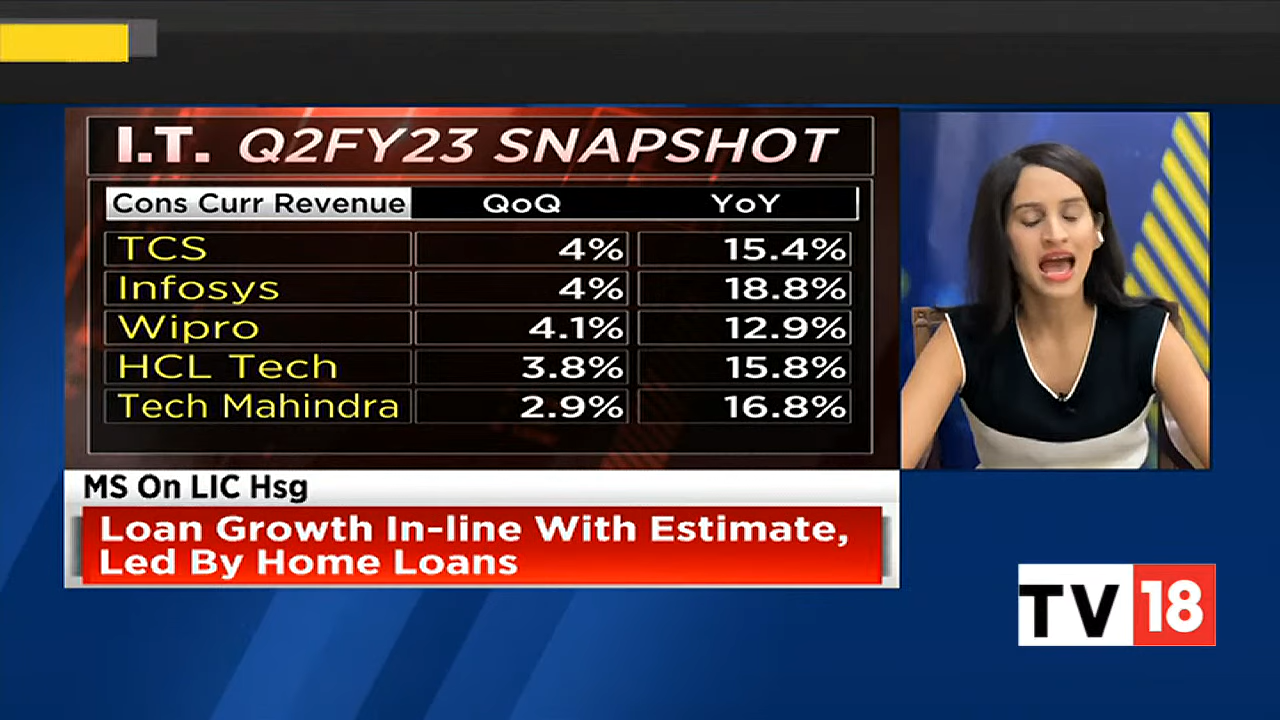 I.T. Q2FY23 SNAPSHOT
Cons Curr Revenue QoQ YoY
TCS 4% 15.4%
Infosys 4% 18.8%
Wipro 4.1% 12.9%
HCL Tech 3.8% 15.8%
Tech Mahindra 2.9% 16.8%
MS On LIC Hsg
Loan Growth In-line With Estimate,
Led By Home Loans
TV 18